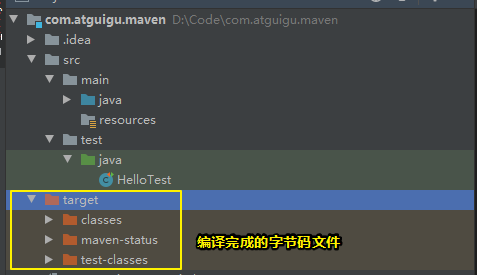 com.atguigu.maven D:\Code\com.atguigu.maven
.idea
src
main
java
resources
test
java
HelloTest
target
classes
maven-status
test-classes
编译完成的字节码文件